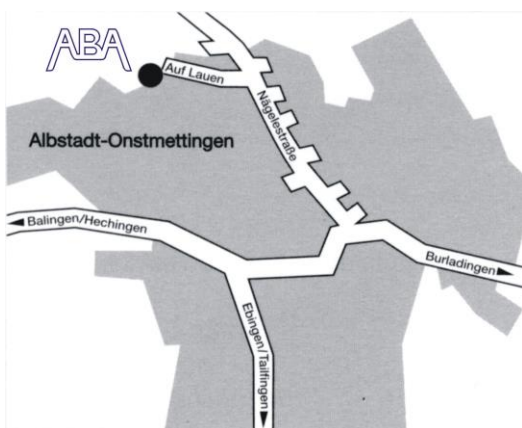 ABA
Auf Lauen
Nägelestraße
Albstadt-Onstmettingen
Balingen/Hechingen
Burladingen
Ebingen/Tailfingen